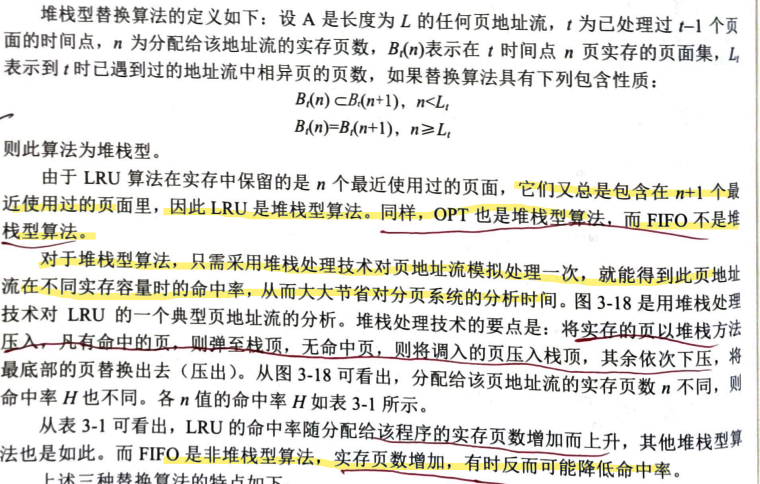 堆栈型替换算法的定义如下：设 A 是长度为 L 的任何页地址流，t 为已处理过 t–1 个页
面的时间点，n 为分配给该地址流的实存页数，Bₜ(n)表示在 t 时间点 n 页实存的页面集，Lₜ
表示到 t 时已遇到过的地址流中相异页的页数，如果替换算法具有下列包含性质：
Bₜ(n)⊂Bₜ(n+1)，n<Lₜ
Bₜ(n)=Bₜ(n+1)，n≥Lₜ
则此算法为堆栈型。
由于 LRU 算法在实存中保留的是 n 个最近使用过的页面，它们又总是包含在 n+1 个最
近使用过的页面里，因此 LRU 是堆栈型算法。同样，OPT 也是堆栈型算法，而 FIFO 不是堆
栈型算法。
对于堆栈型算法，只需采用堆栈处理技术对页地址流模拟处理一次，就能得到此页地址
流在不同实存容量时的命中率，从而大大节省对分页系统的分析时间。图 3-18 是用堆栈处理
技术对 LRU 的一个典型页地址流的分析。堆栈处理技术的要点是：将实存的页以堆栈方法
压入，凡有命中的页，则弹至栈顶，无命中页，则将调入的页压入栈顶，其余依次下压，将
最底部的页替换出去（压出）。从图 3-18 可看出，分配给该页地址流的实存页数 n 不同，则
命中率 H 也不同。各 n 值的命中率 H 如表 3-1 所示。
从表 3-1 可看出，LRU 的命中率随分配给该程序的实存页数增加而上升，其他堆栈型算
法也是如此。而 FIFO 是非堆栈型算法，实存页数增加，有时反而可能降低命中率。
上述三种替换算法的特点如下